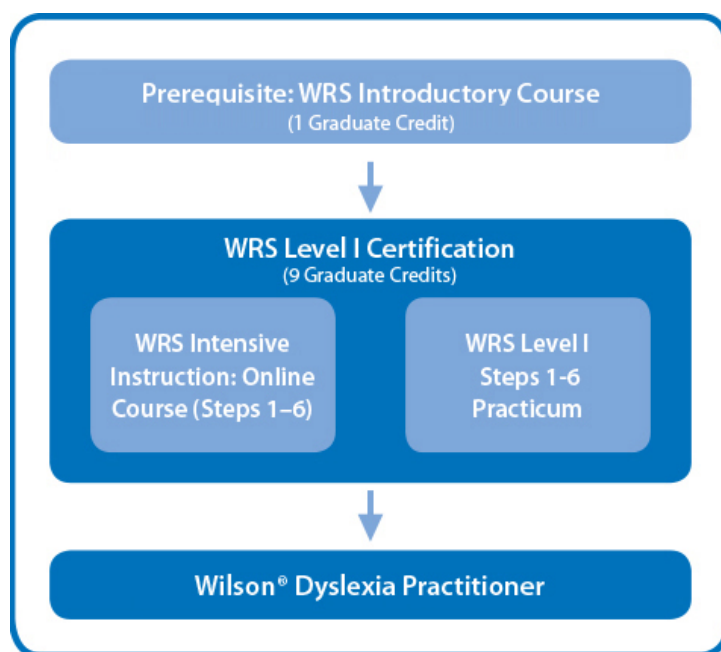 Prerequisite: WRS Introductory Course
(1 Graduate Credit)
WRS Level I Certification
(9 Graduate Credits)
WRS Intensive
Instruction: Online
Course (Steps 1–6)
WRS Level I
Steps 1-6
Practicum
Wilson® Dyslexia Practitioner